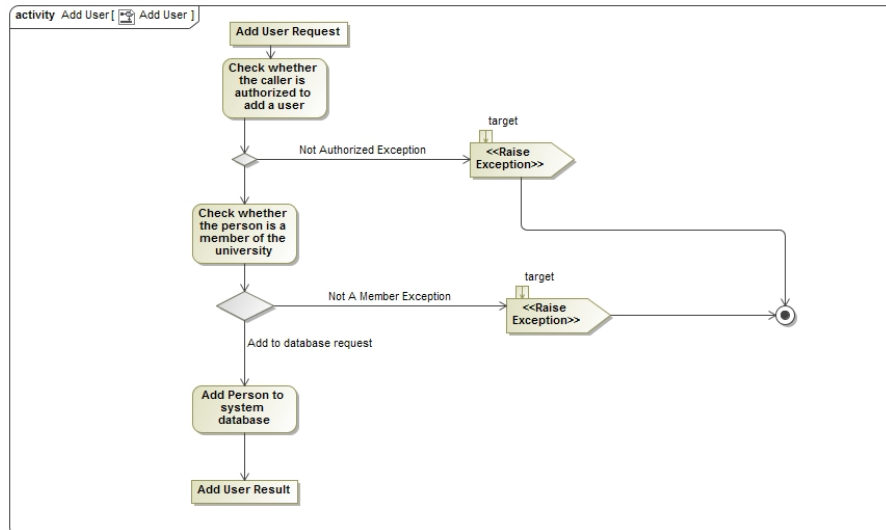 activity Add User [ Add User ]
Add User Request
Check whether
the caller is
authorized to
add a user
target
Not Authorized Exception
<<Raise
Exception>>
Check whether
the person is a
member of the
university
target
Not A Member Exception
<<Raise
Exception>>
Add to database request
Add Person to
system
database
Add User Result